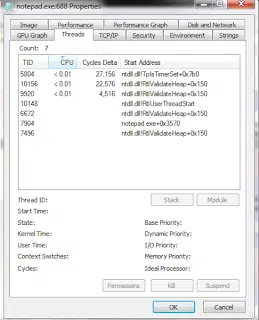 notepad.exe:688 Properties
Image Performance Performance Graph Disk and Network
GPU Graph Threads TCP/IP Security Environment Strings
Count: 7
TID CPU Cycles Delta Start Address
5804 < 0.01 27,156 ntdll.dll!TpIsTimerSet+0x7b0
10156 < 0.01 22,576 ntdll.dll!RtlValidateHeap+0x150
9920 < 0.01 4,516 ntdll.dll!RtlValidateHeap+0x150
10148 ntdll.dll!RtlUserThreadStart
6672 ntdll.dll!RtlValidateHeap+0x150
7904 notepad.exe+0x3570
7496 ntdll.dll!RtlValidateHeap+0x150
Thread ID: Stack Module
Start Time:
State: Base Priority:
Kernel Time: Dynamic Priority:
User Time: I/O Priority:
Context Switches: Memory Priority:
Cycles: Ideal Processor:
Permissions Kill Suspend
OK Cancel